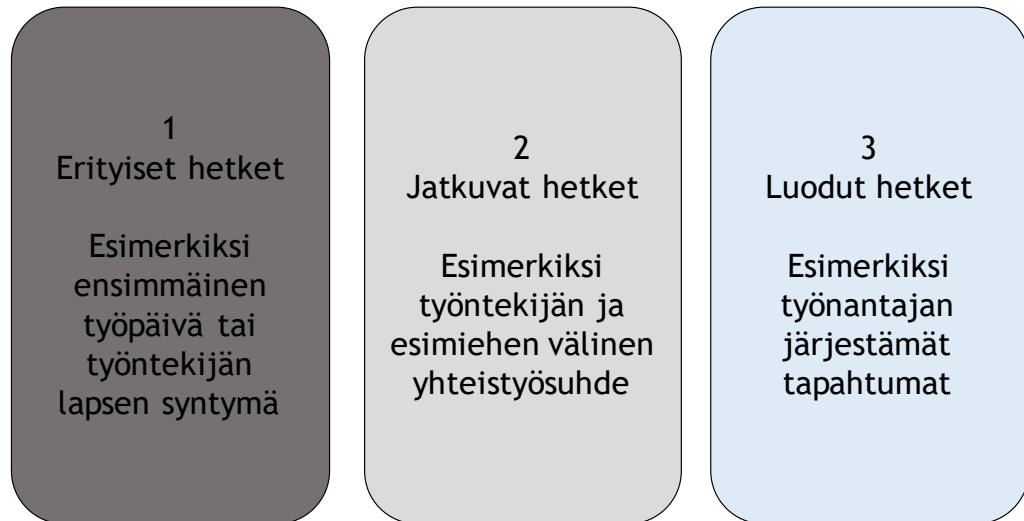 1
Erityiset hetket
Esimerkiksi
ensimmäinen
työpäivä tai
työntekijän
lapsen syntymä
2
Jatkuvat hetket
Esimerkiksi
työntekijän ja
esimiehen välinen
yhteistyösuhde
3
Luodut hetket
Esimerkiksi
työnantajan
järjestämät
tapahtumat